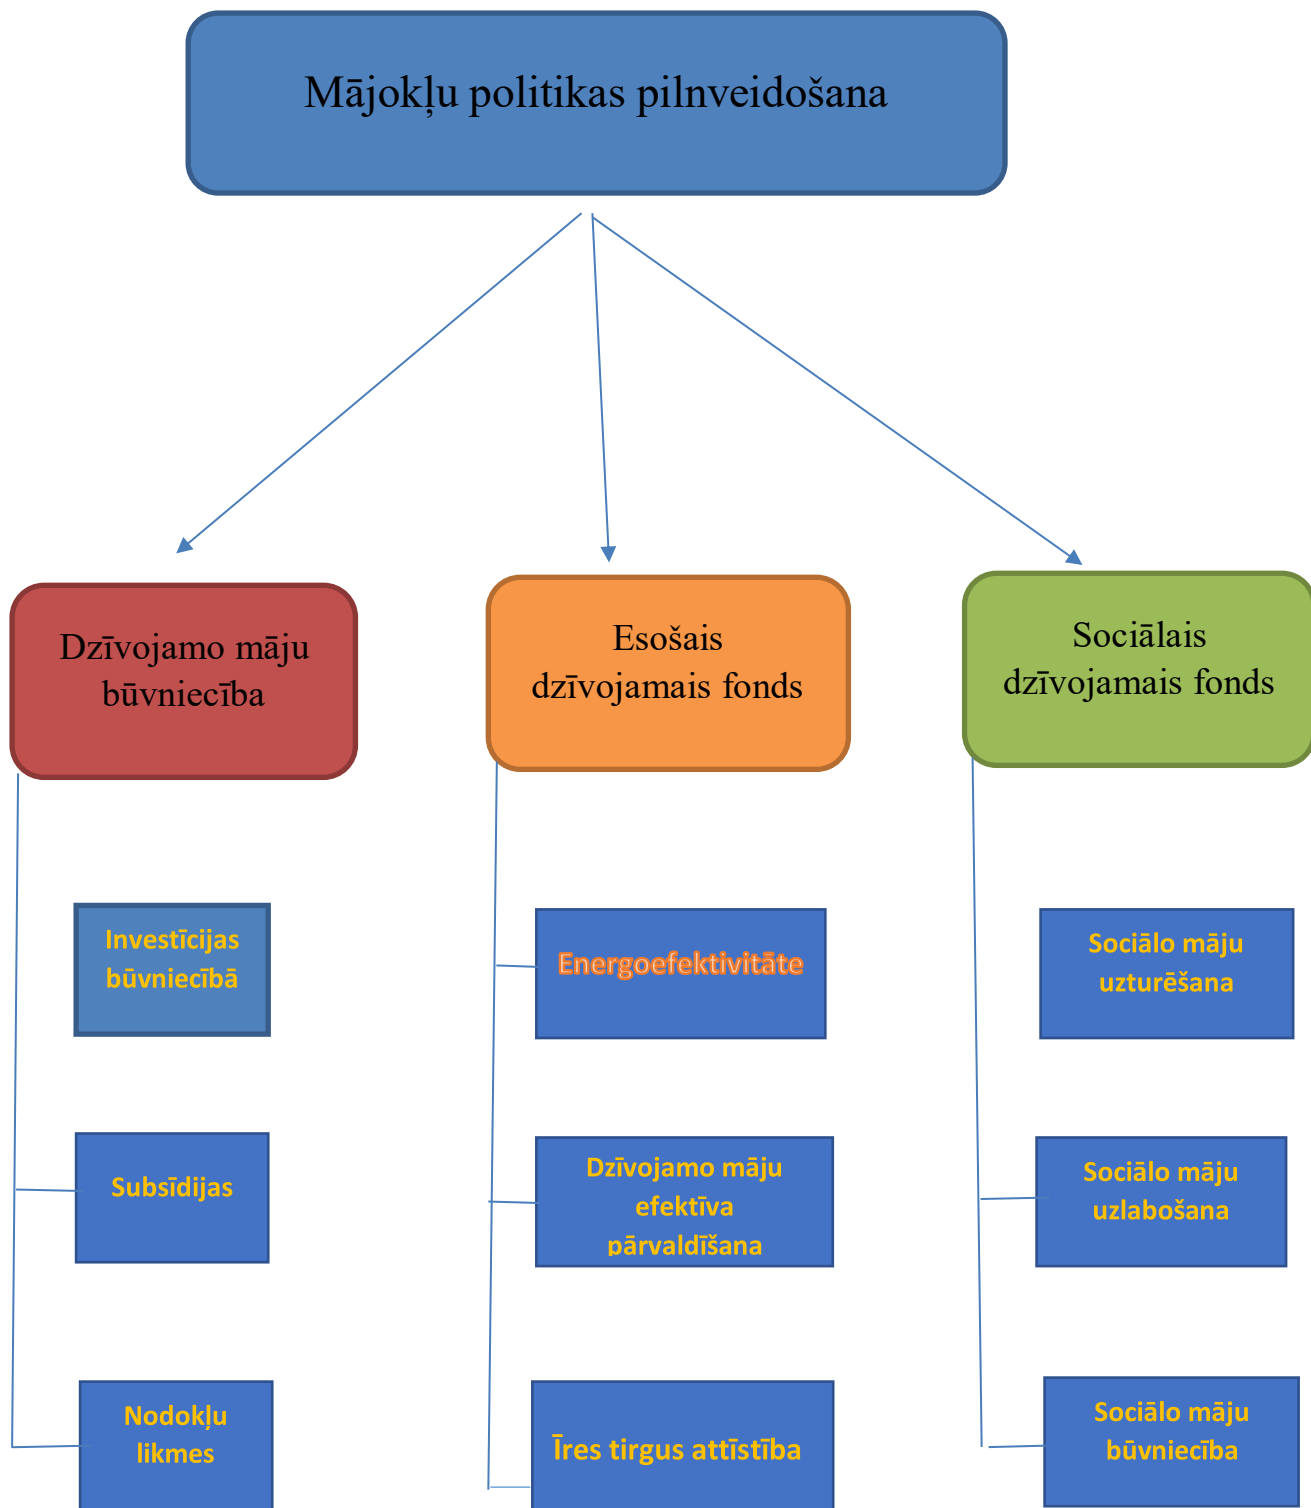 Mājokļu politikas pilnveidošana
Dzīvojamo māju
būvniecība
Esošais
dzīvojamais fonds
Sociālais
dzīvojamais fonds
Investīcijas
būvniecībā
Energoefektivitāte
Sociālo māju
uzturēšana
Subsīdijas
Dzīvojamo māju
efektīva
pārvaldīšana
Sociālo māju
uzlabošana
Nodokļu
likmes
Īres tirgus attīstība
Sociālo māju
būvniecība